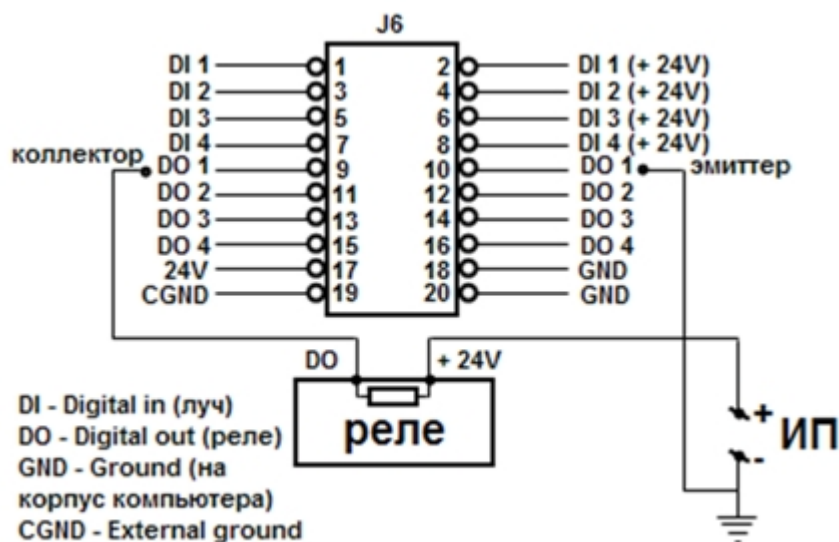 J6
DI 1 1 2 DI 1 (+ 24V)
DI 2 3 4 DI 2 (+ 24V)
DI 3 5 6 DI 3 (+ 24V)
DI 4 7 8 DI 4 (+ 24V)
коллектор DO 1 9 10 DO 1 эмиттер
DO 2 11 12 DO 2
DO 3 13 14 DO 3
DO 4 15 16 DO 4
24V 17 18 GND
CGND 19 20 GND
DO + 24V
реле
+ ИП
-
DI - Digital in (луч)
DO - Digital out (реле)
GND - Ground (на
корпус компьютера)
CGND - External ground